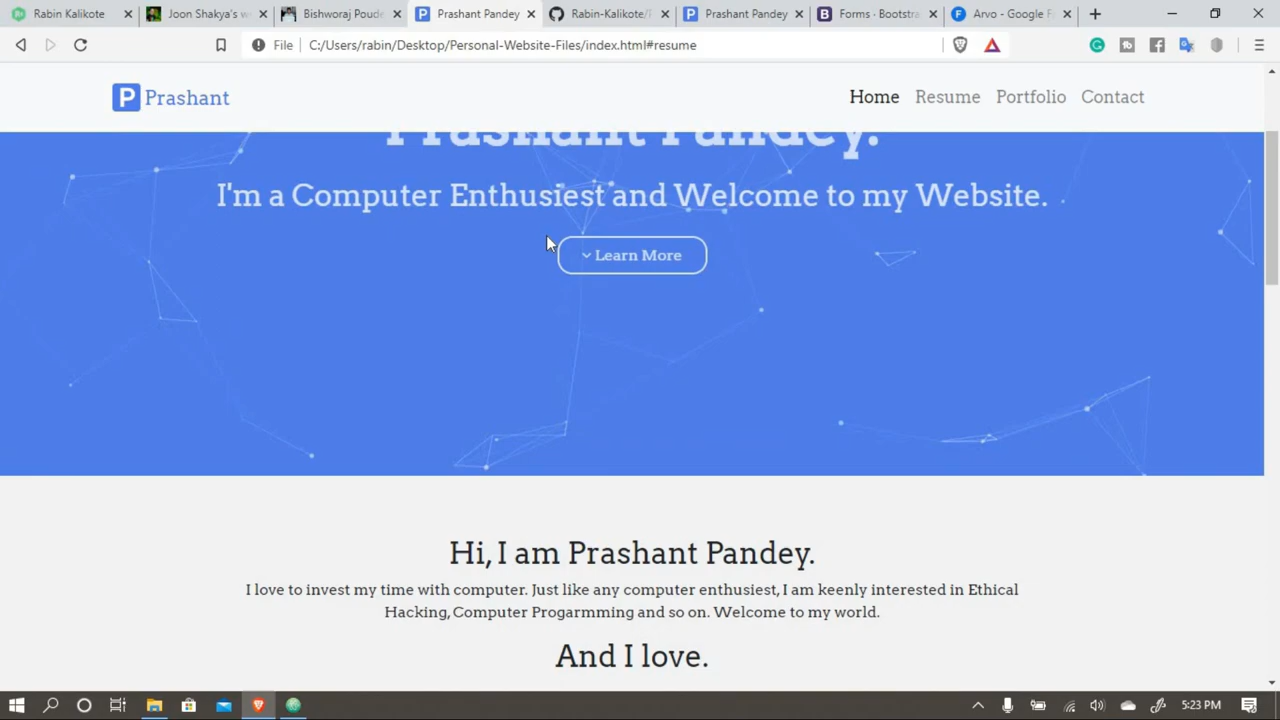 Rabin Kalikote
Joon Shakya's w
Bishworaj Poude
Prashant Pandey
Rabin-Kalikote/
Prashant Pandey
Forms · Bootstra
Arvo - Google F
File
C:/Users/rabin/Desktop/Personal-Website-Files/index.html#resume
P Prashant
Home
Resume
Portfolio
Contact
Prashant Pandey.
I'm a Computer Enthusiest and Welcome to my Website.
Learn More
Hi, I am Prashant Pandey.
I love to invest my time with computer. Just like any computer enthusiest, I am keenly interested in Ethical
Hacking, Computer Progarmming and so on. Welcome to my world.
And I love.
5:23 PM